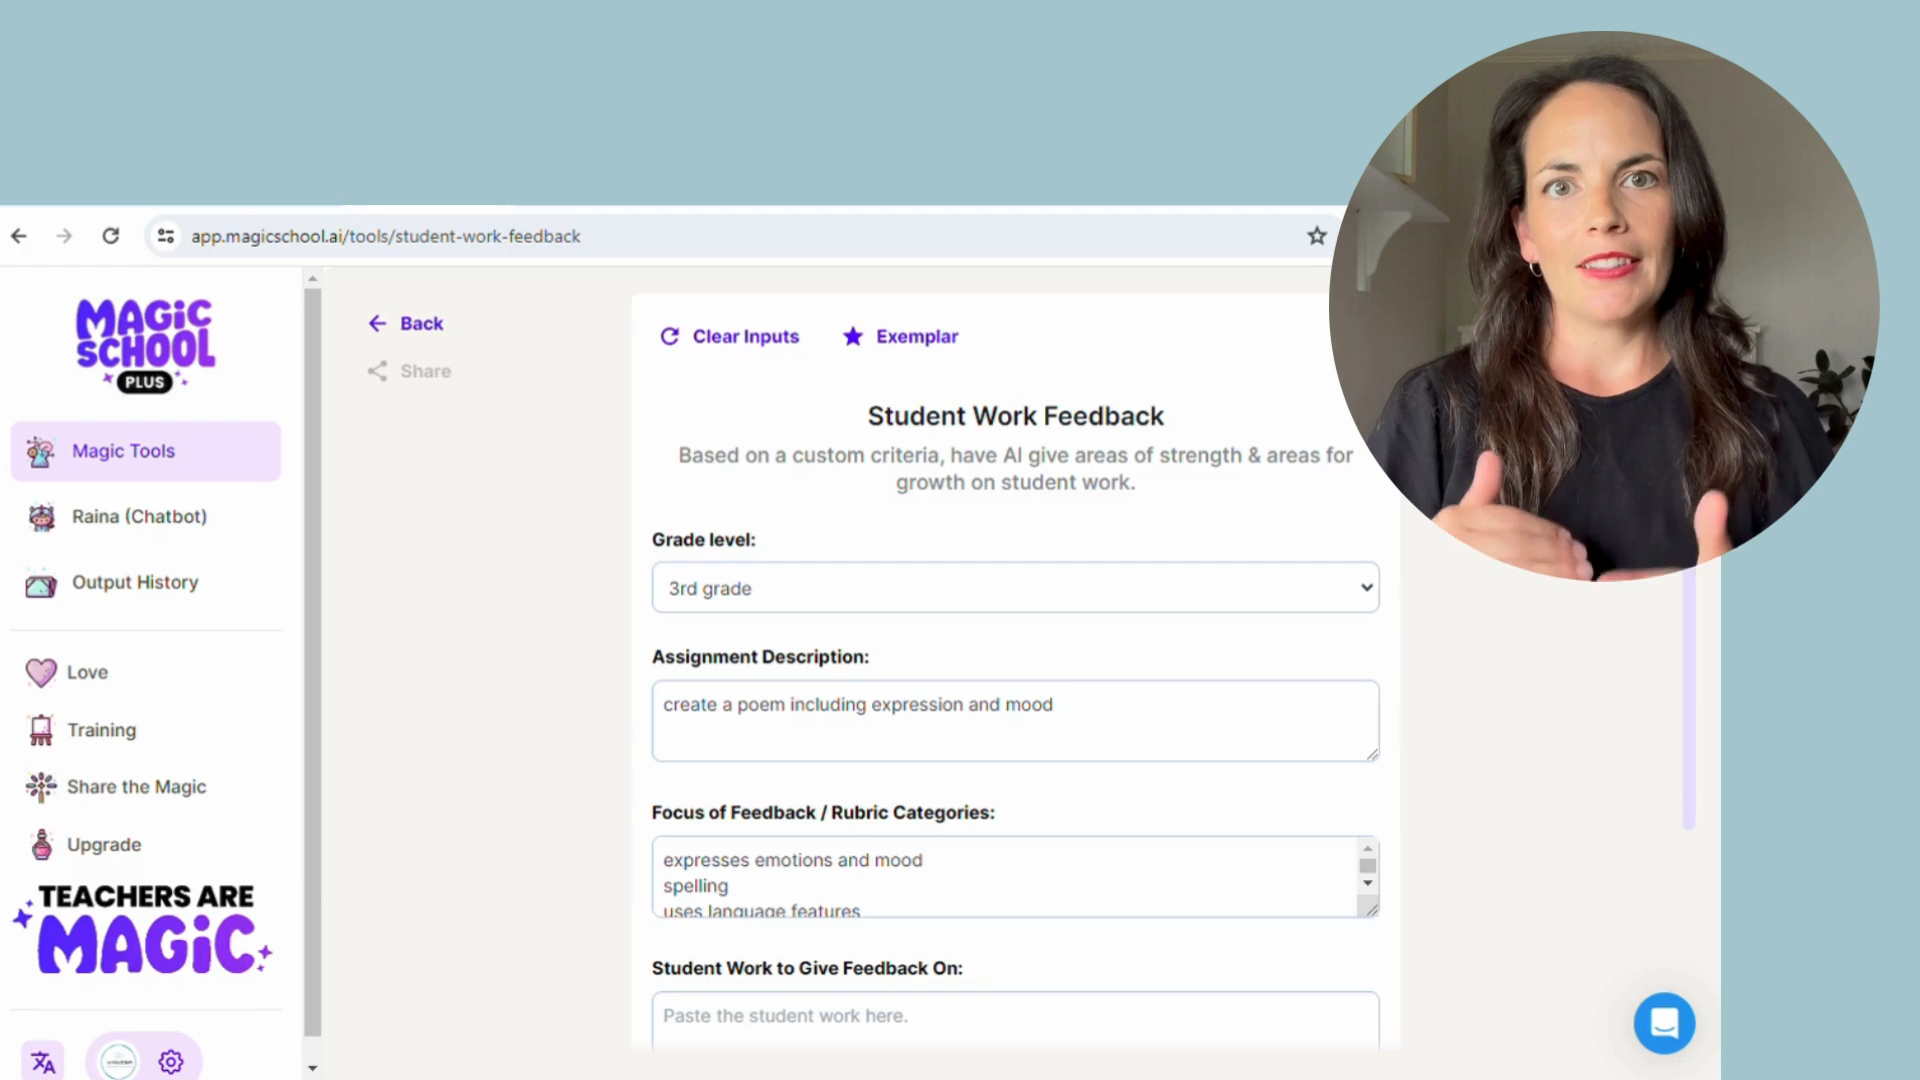 app.magicschool.ai/tools/student-work-feedback
MAGIC
SCHOOL
PLUS
Magic Tools
Raina (Chatbot)
Output History
Love
Training
Share the Magic
Upgrade
TEACHERS ARE
MAGIC
Back
Share
Clear Inputs
Exemplar
Student Work Feedback
Based on a custom criteria, have AI give areas of strength & areas for
growth on student work.
Grade level:
3rd grade
Assignment Description:
create a poem including expression and mood
Focus of Feedback / Rubric Categories:
expresses emotions and mood
spelling
uses language features
Student Work to Give Feedback On:
Paste the student work here.